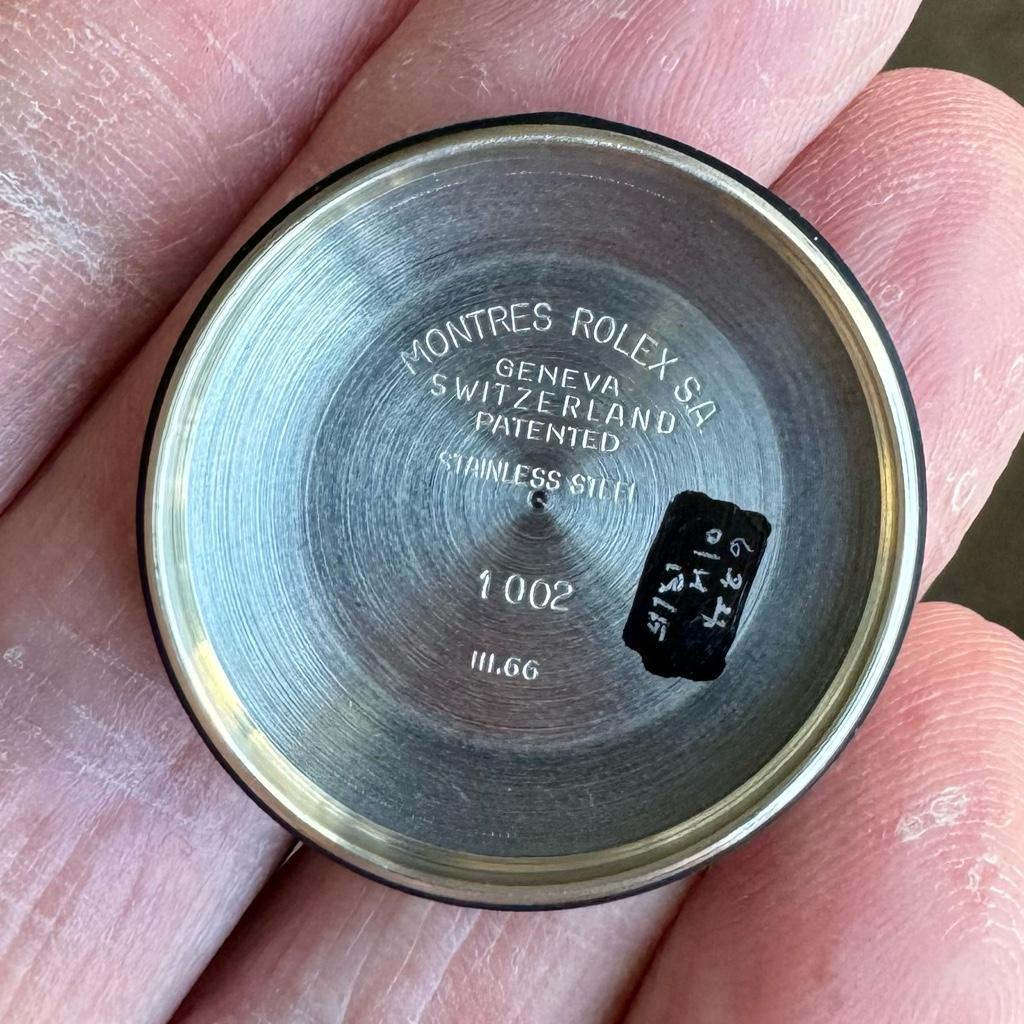 MONTRES ROLEX SA
GENEVA
SWITZERLAND
PATENTED
STAINLESS STEEL
1002
III.66